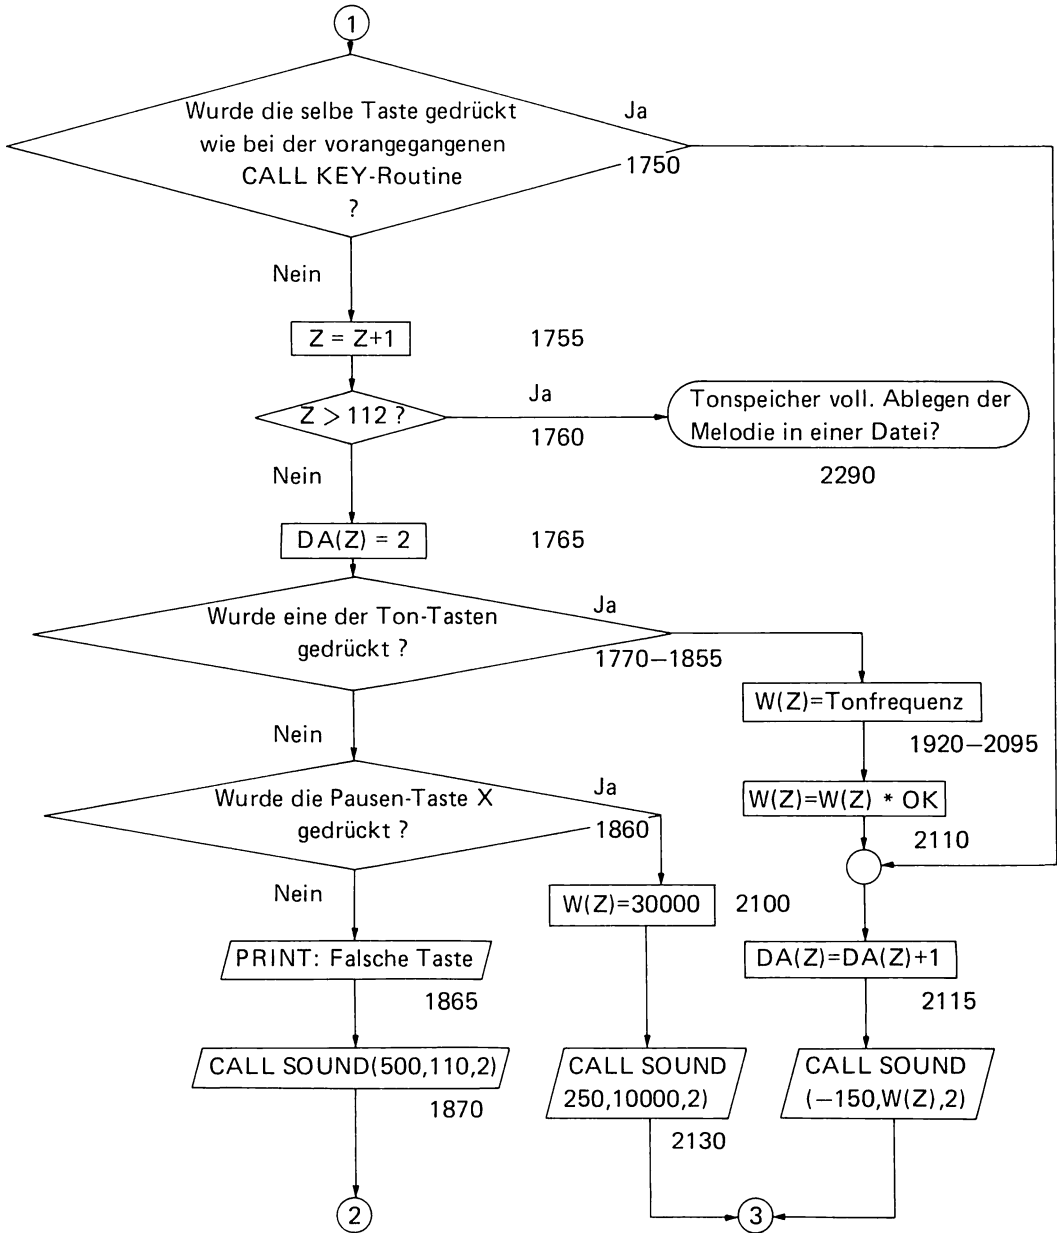 1
Wurde die selbe Taste gedrückt
wie bei der vorangegangenen
CALL KEY-Routine
?
Ja
1750
Nein
Z = Z+1
1755
Z > 112 ?
Ja
1760
Tonspeicher voll. Ablegen der
Melodie in einer Datei?
2290
Nein
DA(Z) = 2
1765
Wurde eine der Ton-Tasten
gedrückt ?
Ja
1770–1855
W(Z)=Tonfrequenz
1920–2095
Nein
Wurde die Pausen-Taste X
gedrückt ?
Ja
1860
W(Z)=W(Z) * OK
2110
Nein
W(Z)=30000
2100
PRINT: Falsche Taste
1865
DA(Z)=DA(Z)+1
2115
CALL SOUND(500,110,2)
1870
CALL SOUND
250,10000,2)
2130
CALL SOUND
(–150,W(Z),2)
2
3